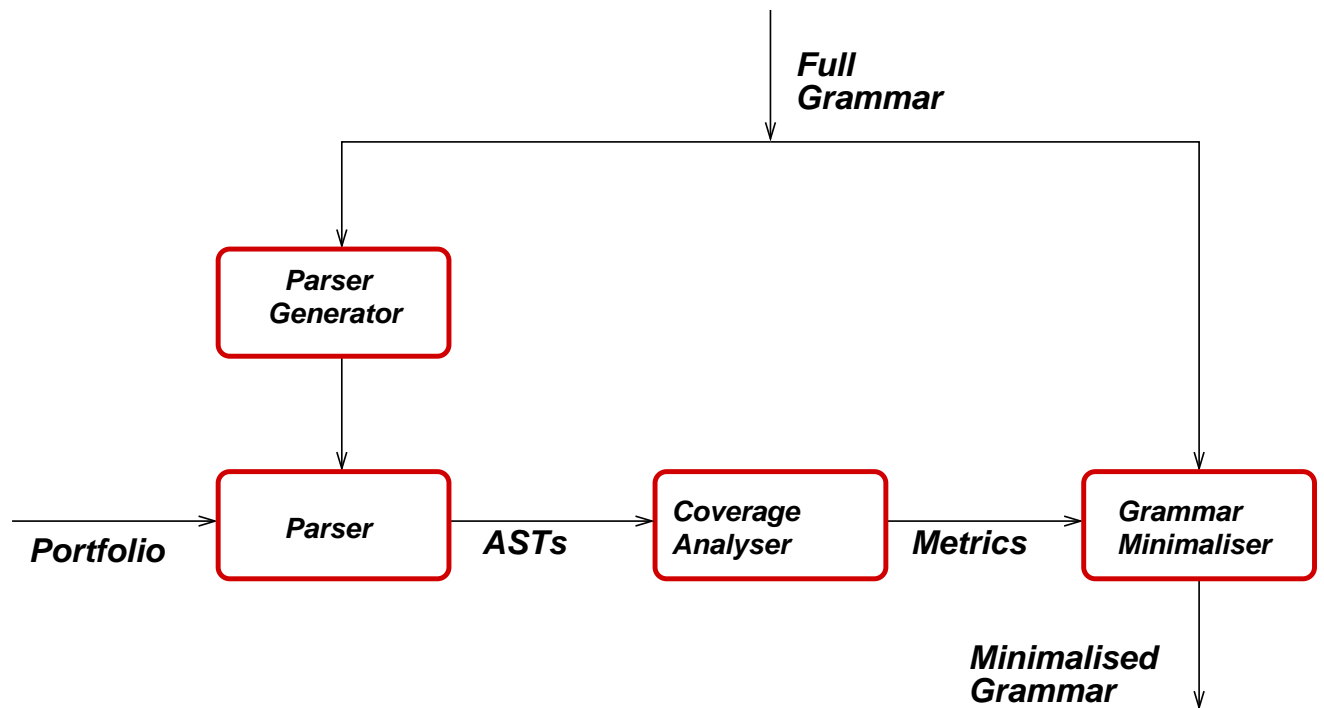 Full
Grammar
Parser
Generator
Portfolio
Parser
ASTs
Coverage
Analyser
Metrics
Grammar
Minimaliser
Minimalised
Grammar